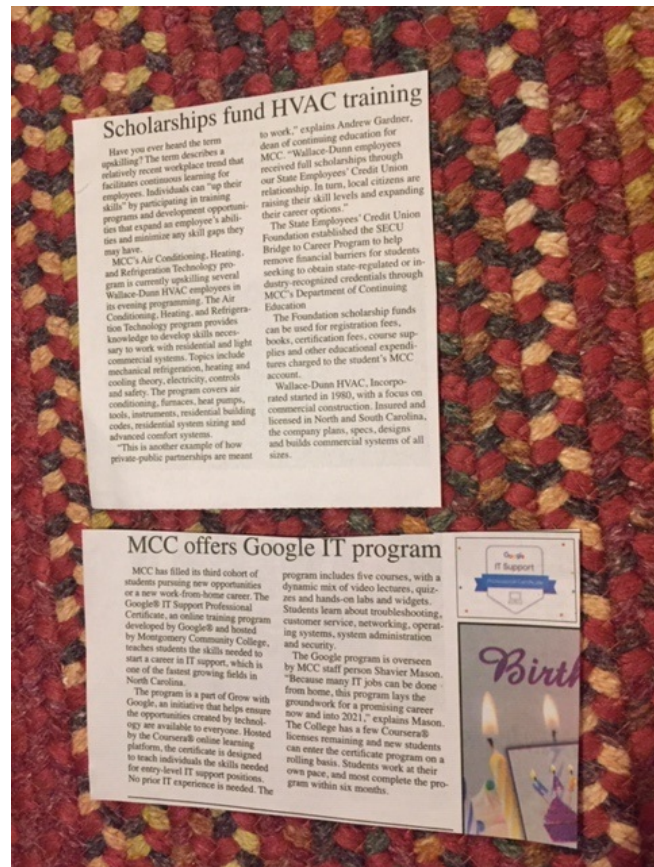 Scholarships fund HVAC training
Have you ever heard the term
upskilling? The term describes a
relatively recent workplace trend that
facilitates continuous learning for
employees. Individuals can "up their
skills" by participating in training
programs and development opportuni-
ties that expand an employee's abili-
ties and minimize any skill gaps they
may have.
MCC's Air Conditioning, Heating,
and Refrigeration Technology pro-
gram is currently upskilling several
Wallace-Dunn HVAC employees in
its evening programming. The Air
Conditioning, Heating, and Refrigera-
tion Technology program provides
knowledge to develop skills neces-
sary to work with residential and light
commercial systems. Topics include
mechanical refrigeration, heating and
cooling theory, electricity, controls
and safety. The program covers air
conditioning, furnaces, heat pumps,
tools, instruments, residential building
codes, residential system sizing and
advanced comfort systems.
"This is another example of how
private-public partnerships are meant
to work," explains Andrew Gardner,
dean of continuing education for
MCC. "Wallace-Dunn employees
received full scholarships through
our State Employees' Credit Union
relationship. In turn, local citizens are
raising their skill levels and expanding
their career options."
The State Employees' Credit Union
Foundation established the SECU
Bridge to Career Program to help
remove financial barriers for students
seeking to obtain state-regulated or in-
dustry-recognized credentials through
MCC's Department of Continuing
Education
The Foundation scholarship funds
can be used for registration fees,
books, certification fees, course sup-
plies and other educational expendi-
tures charged to the student's MCC
account.
Wallace-Dunn HVAC, Incorpo-
rated started in 1980, with a focus on
commercial construction. Insured and
licensed in North and South Carolina,
the company plans, specs, designs
and builds commercial systems of all
sizes.
MCC offers Google IT program
MCC has filled its third cohort of
students pursuing new opportunities
or a new work-from-home career. The
Google® IT Support Professional
Certificate, an online training program
developed by Google® and hosted
by Montgomery Community College,
teaches students the skills needed to
start a career in IT support, which is
one of the fastest growing fields in
North Carolina.
The program is a part of Grow with
Google, an initiative that helps ensure
the opportunities created by technol-
ogy are available to everyone. Hosted
by the Coursera® online learning
platform, the certificate is designed
to teach individuals the skills needed
for entry-level IT support positions.
No prior IT experience is needed. The
program includes five courses, with a
dynamic mix of video lectures, quiz-
zes and hands-on labs and widgets.
Students learn about troubleshooting,
customer service, networking, operat-
ing systems, system administration
and security.
The Google program is overseen
by MCC staff person Shavier Mason.
"Because many IT jobs can be done
from home, this program lays the
groundwork for a promising career
now and into 2021," explains Mason.
The College has a few Coursera®
licenses remaining and new students
can enter the certificate program on a
rolling basis. Students work at their
own pace, and most complete the pro-
gram within six months.
Google
IT Support
Professional Certificate
Birth